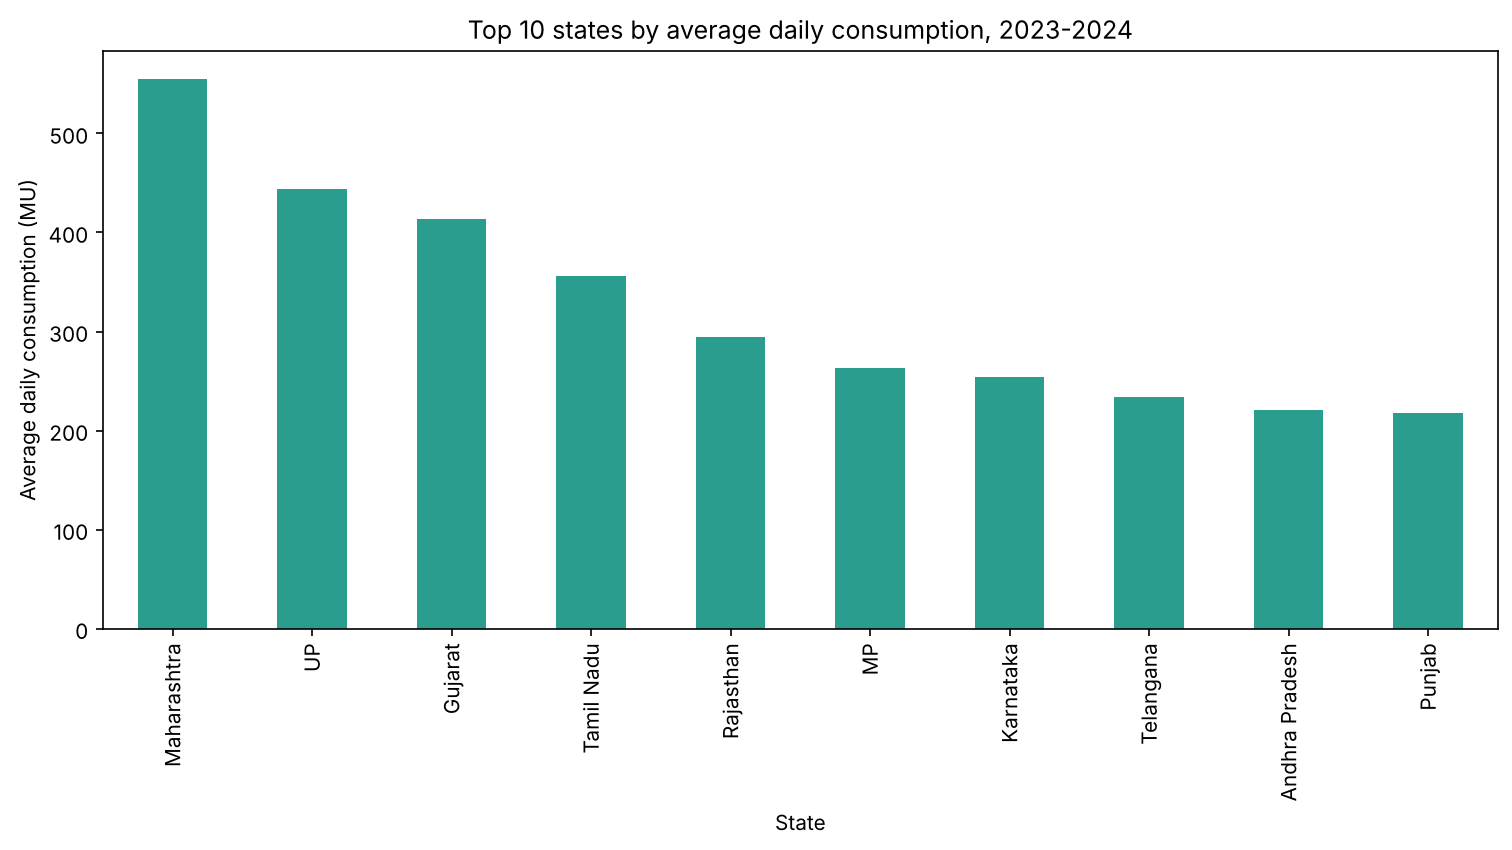 Top 10 states by average daily consumption, 2023-2024
Average daily consumption (MU)
500
400
300
200
100
0
Maharashtra
UP
Gujarat
Tamil Nadu
Rajasthan
MP
Karnataka
Telangana
Andhra Pradesh
Punjab
State